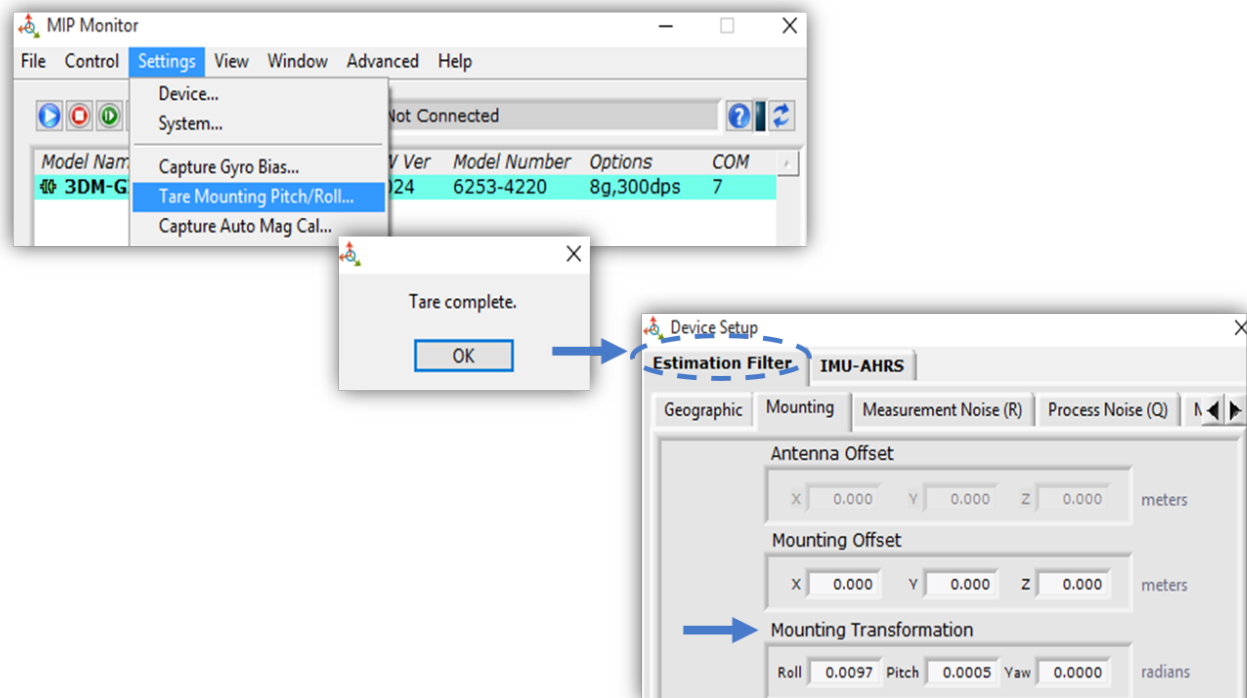 MIP Monitor
File Control Settings View Window Advanced Help
Device...
System...
Not Connected
Model Nam
Ver Model Number Options COM
Capture Gyro Bias...
3DM-G
024 6253-4220 8g,300dps 7
Tare Mounting Pitch/Roll...
Capture Auto Mag Cal...
Tare complete.
OK
Device Setup
Estimation Filter IMU-AHRS
Geographic Mounting Measurement Noise (R) Process Noise (Q)
Antenna Offset
X 0.000 Y 0.000 Z 0.000 meters
Mounting Offset
X 0.000 Y 0.000 Z 0.000 meters
Mounting Transformation
Roll 0.0097 Pitch 0.0005 Yaw 0.0000 radians